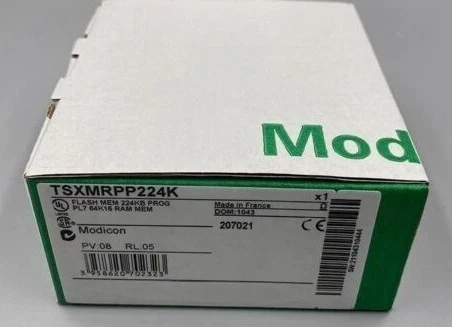 Mod
TSXMRPP224K
x1
FLASH MEM 224KB PROG
PL7 64K16 RAM MEM
Made in France
DOM:1043
Modicon
207021
PV:08 RL:05